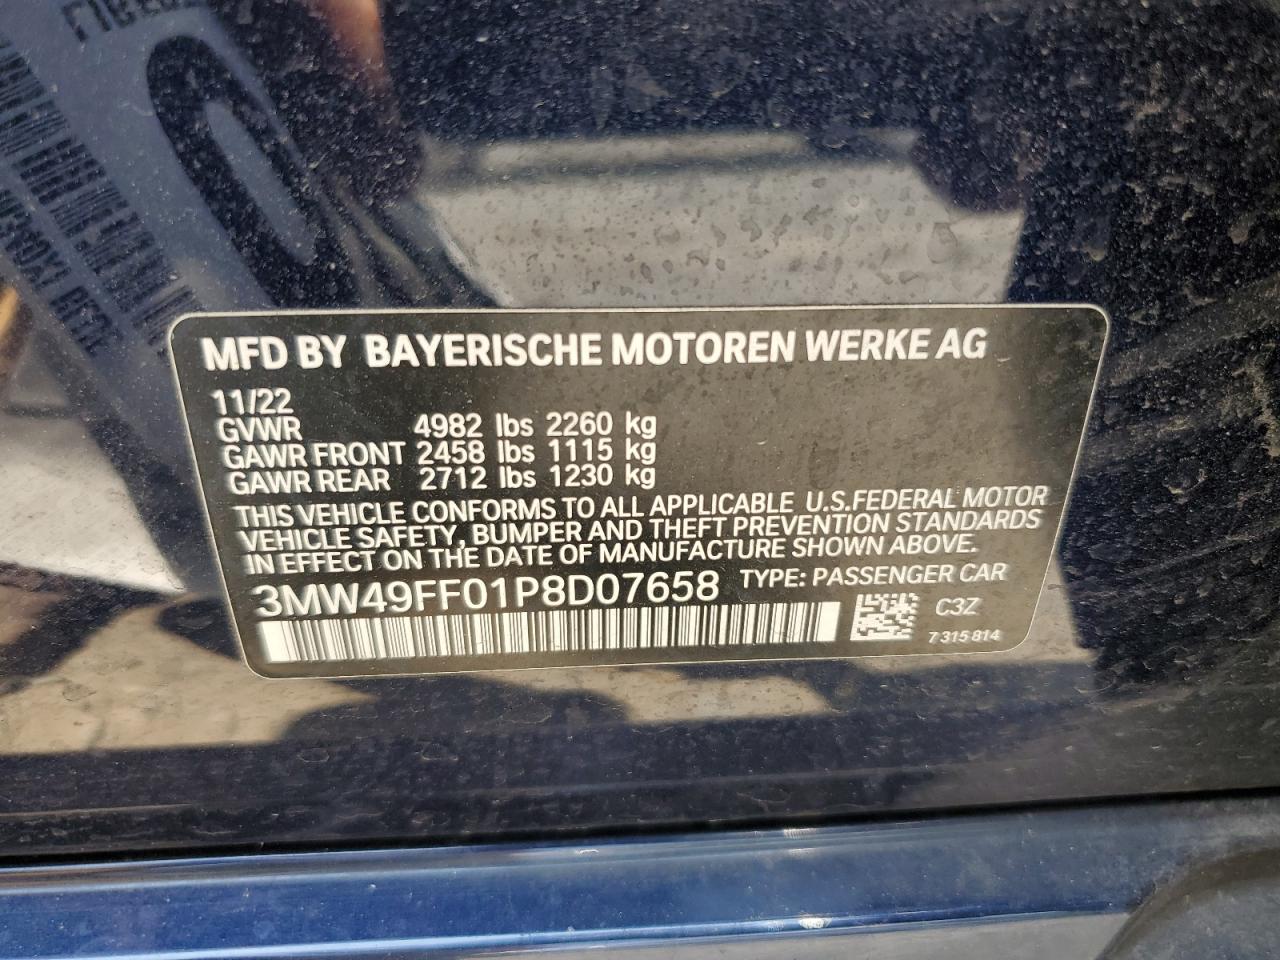 MFD BY BAYERISCHE MOTOREN WERKE AG
11/22
GVWR 4982 lbs 2260 kg
GAWR FRONT 2458 lbs 1115 kg
GAWR REAR 2712 lbs 1230 kg
THIS VEHICLE CONFORMS TO ALL APPLICABLE U.S.FEDERAL MOTOR
VEHICLE SAFETY, BUMPER AND THEFT PREVENTION STANDARDS
IN EFFECT ON THE DATE OF MANUFACTURE SHOWN ABOVE.
3MW49FF01P8D07658 TYPE: PASSENGER CAR
C3Z
7 315 814